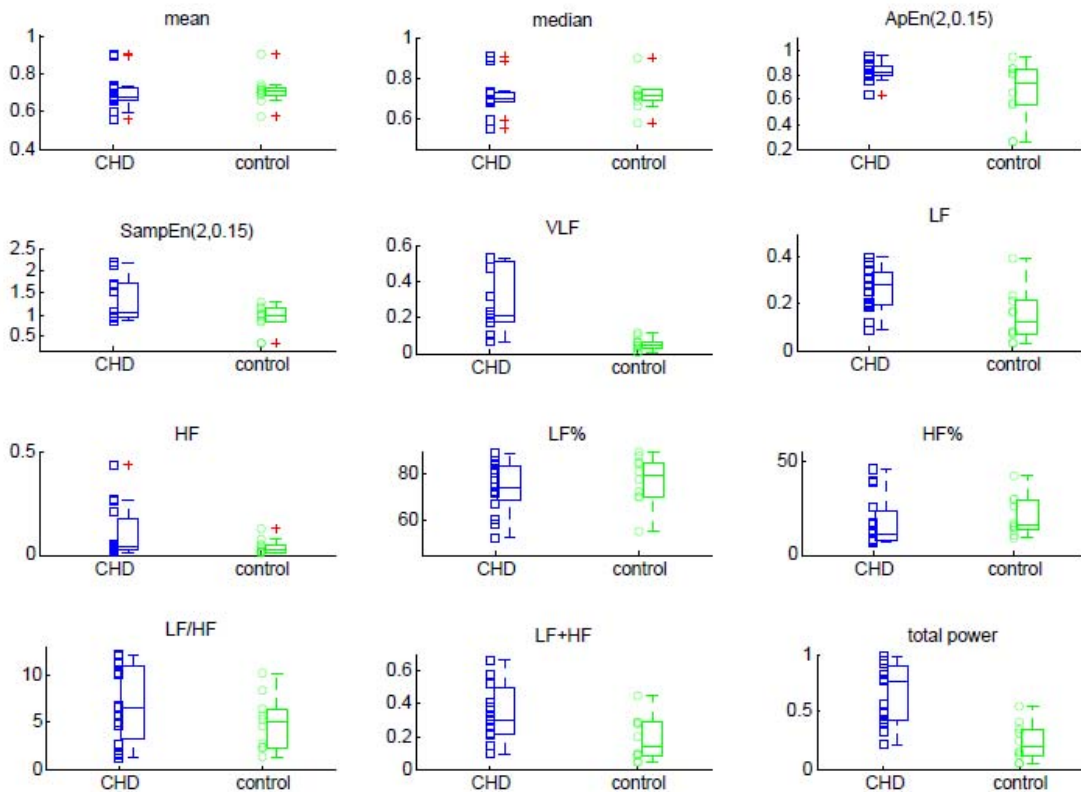 mean
1
0.8
0.6
0.4
CHD control
median
1
0.8
0.6
CHD control
ApEn(2,0.15)
1
0.8
0.6
0.4
0.2
CHD control
SampEn(2,0.15)
2.5
2
1.5
1
0.5
CHD control
VLF
0.6
0.4
0.2
0
CHD control
LF
0.4
0.2
0
CHD control
HF
0.5
0
CHD control
LF%
80
60
CHD control
HF%
50
0
CHD control
LF/HF
10
5
0
CHD control
LF+HF
0.6
0.4
0.2
0
CHD control
total power
1
0.5
0
CHD control